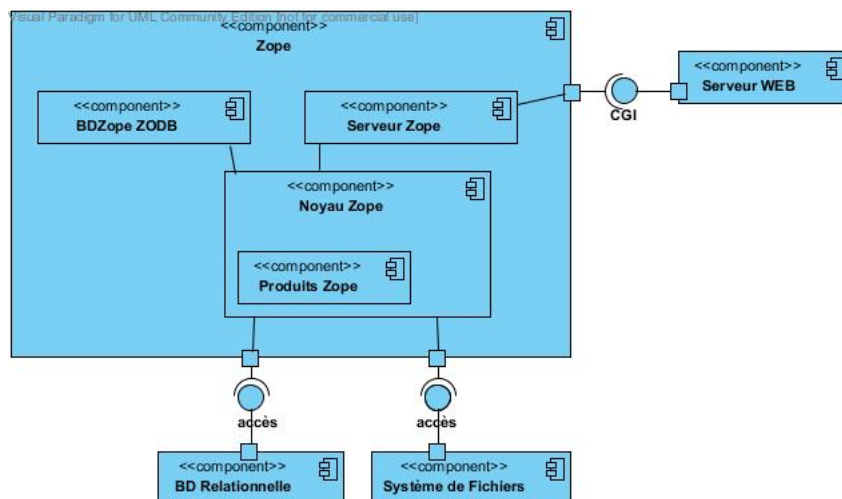 Visual Paradigm for UML Community Edition [not for commercial use]
<<component>>
Zope
<<component>>
BDZope ZODB
<<component>>
Serveur Zope
<<component>>
Serveur WEB
CGI
<<component>>
Noyau Zope
<<component>>
Produits Zope
accès
accès
<<component>>
BD Relationnelle
<<component>>
Système de Fichiers